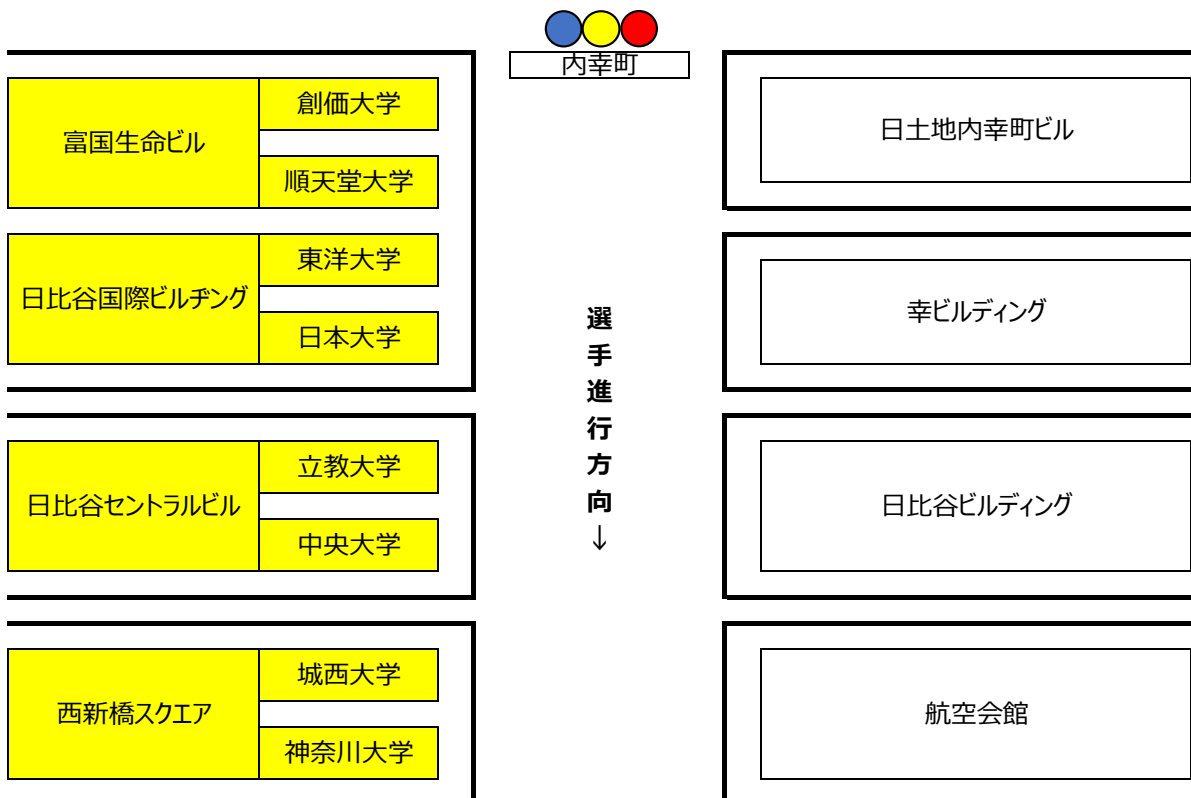 内幸町
富国生命ビル
創価大学
順天堂大学
日土地内幸町ビル
日比谷国際ビルヂング
東洋大学
日本大学
選手進行方向↓
幸ビルディング
日比谷セントラルビル
立教大学
中央大学
日比谷ビルディング
西新橋スクエア
城西大学
神奈川大学
航空会館